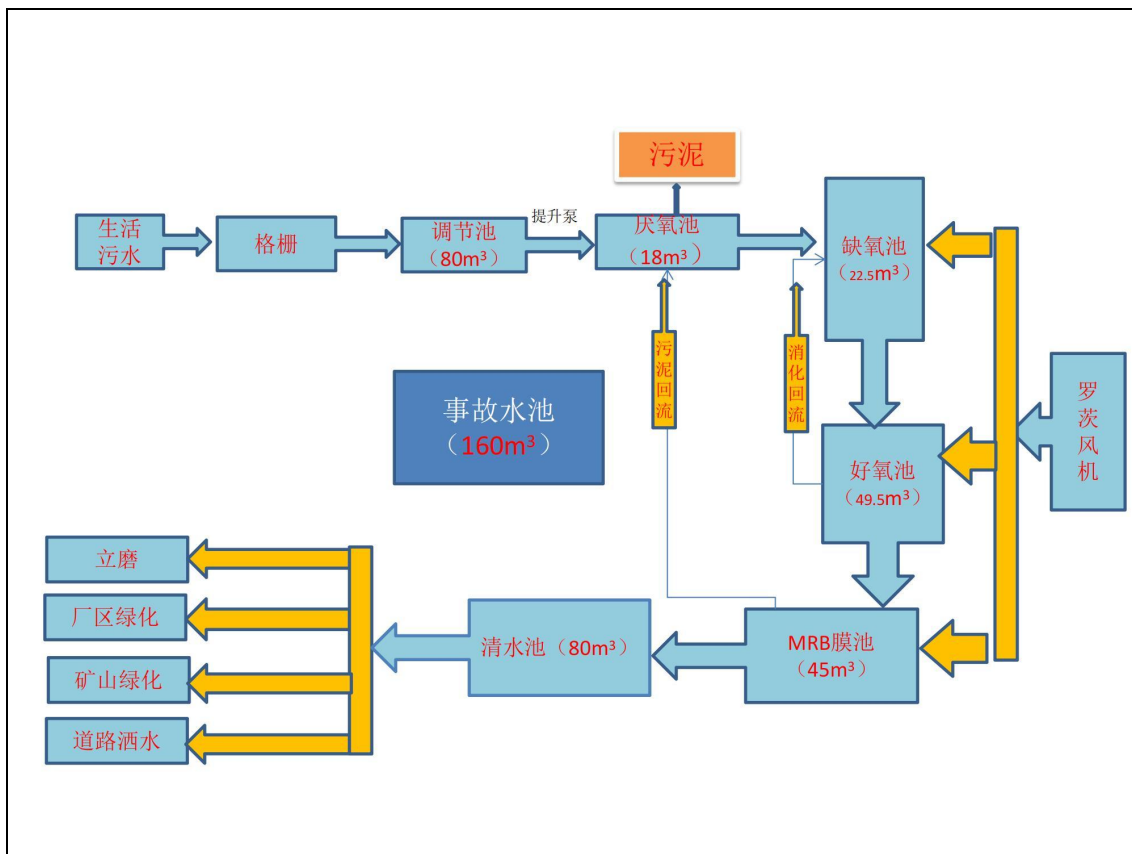 污泥
生活
污水
格栅
调节池
（80m³）
提升泵
厌氧池
（18m³）
缺氧池
（22.5m³）
污泥回流
消化回流
罗茨风机
事故水池
（160m³）
好氧池
（49.5m³）
立磨
厂区绿化
矿山绿化
道路洒水
清水池（80m³）
MRB膜池
（45m³）